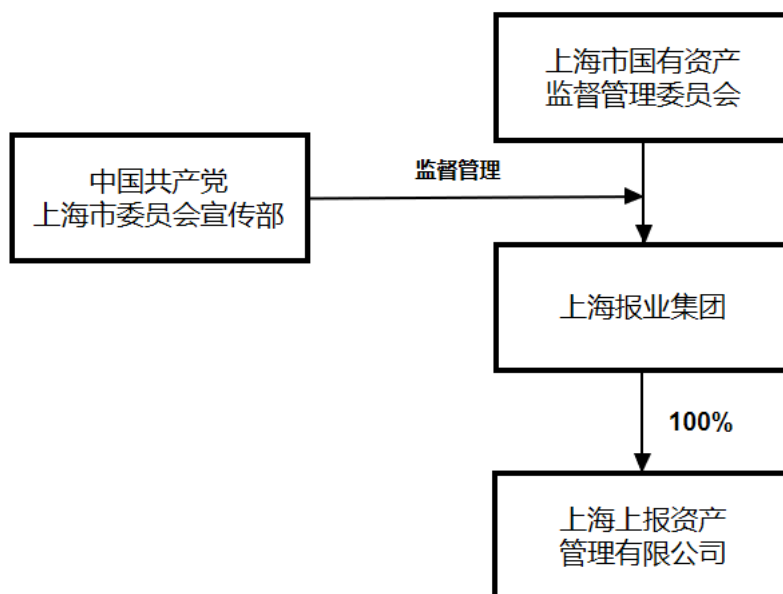 上海市国有资产
监督管理委员会
中国共产党
上海市委员会宣传部
监督管理
上海报业集团
100%
上海上报资产
管理有限公司